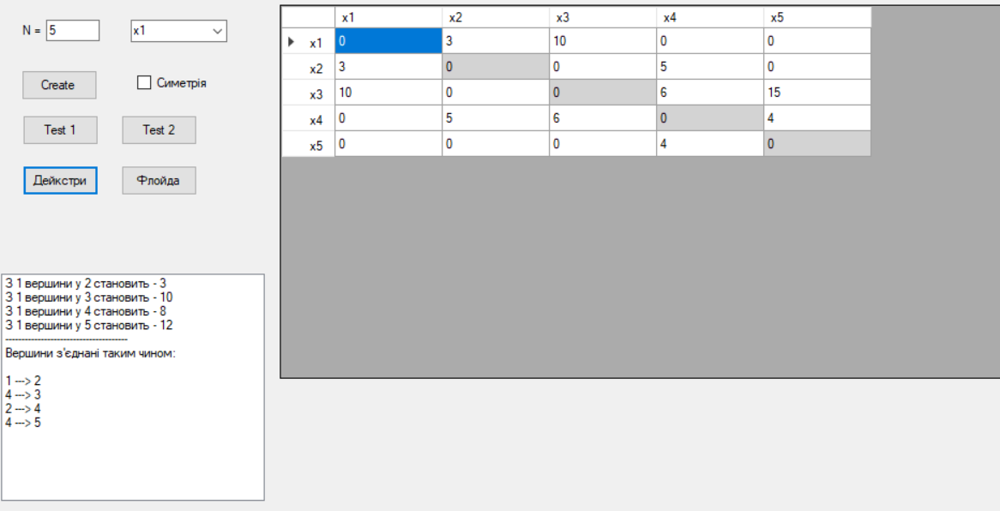 N = 5 x1
Create Симетрія
Test 1 Test 2
Дейкстри Флойда
x1 x2 x3 x4 x5
x1 0 3 10 0 0
x2 3 0 0 5 0
x3 10 0 0 6 15
x4 0 5 6 0 4
x5 0 0 0 4 0
З 1 вершини у 2 становить - 3
З 1 вершини у 3 становить - 10
З 1 вершини у 4 становить - 8
З 1 вершини у 5 становить - 12
--------------------------------------
Вершини з'єднані таким чином:
1 ---> 2
4 ---> 3
2 ---> 4
4 ---> 5